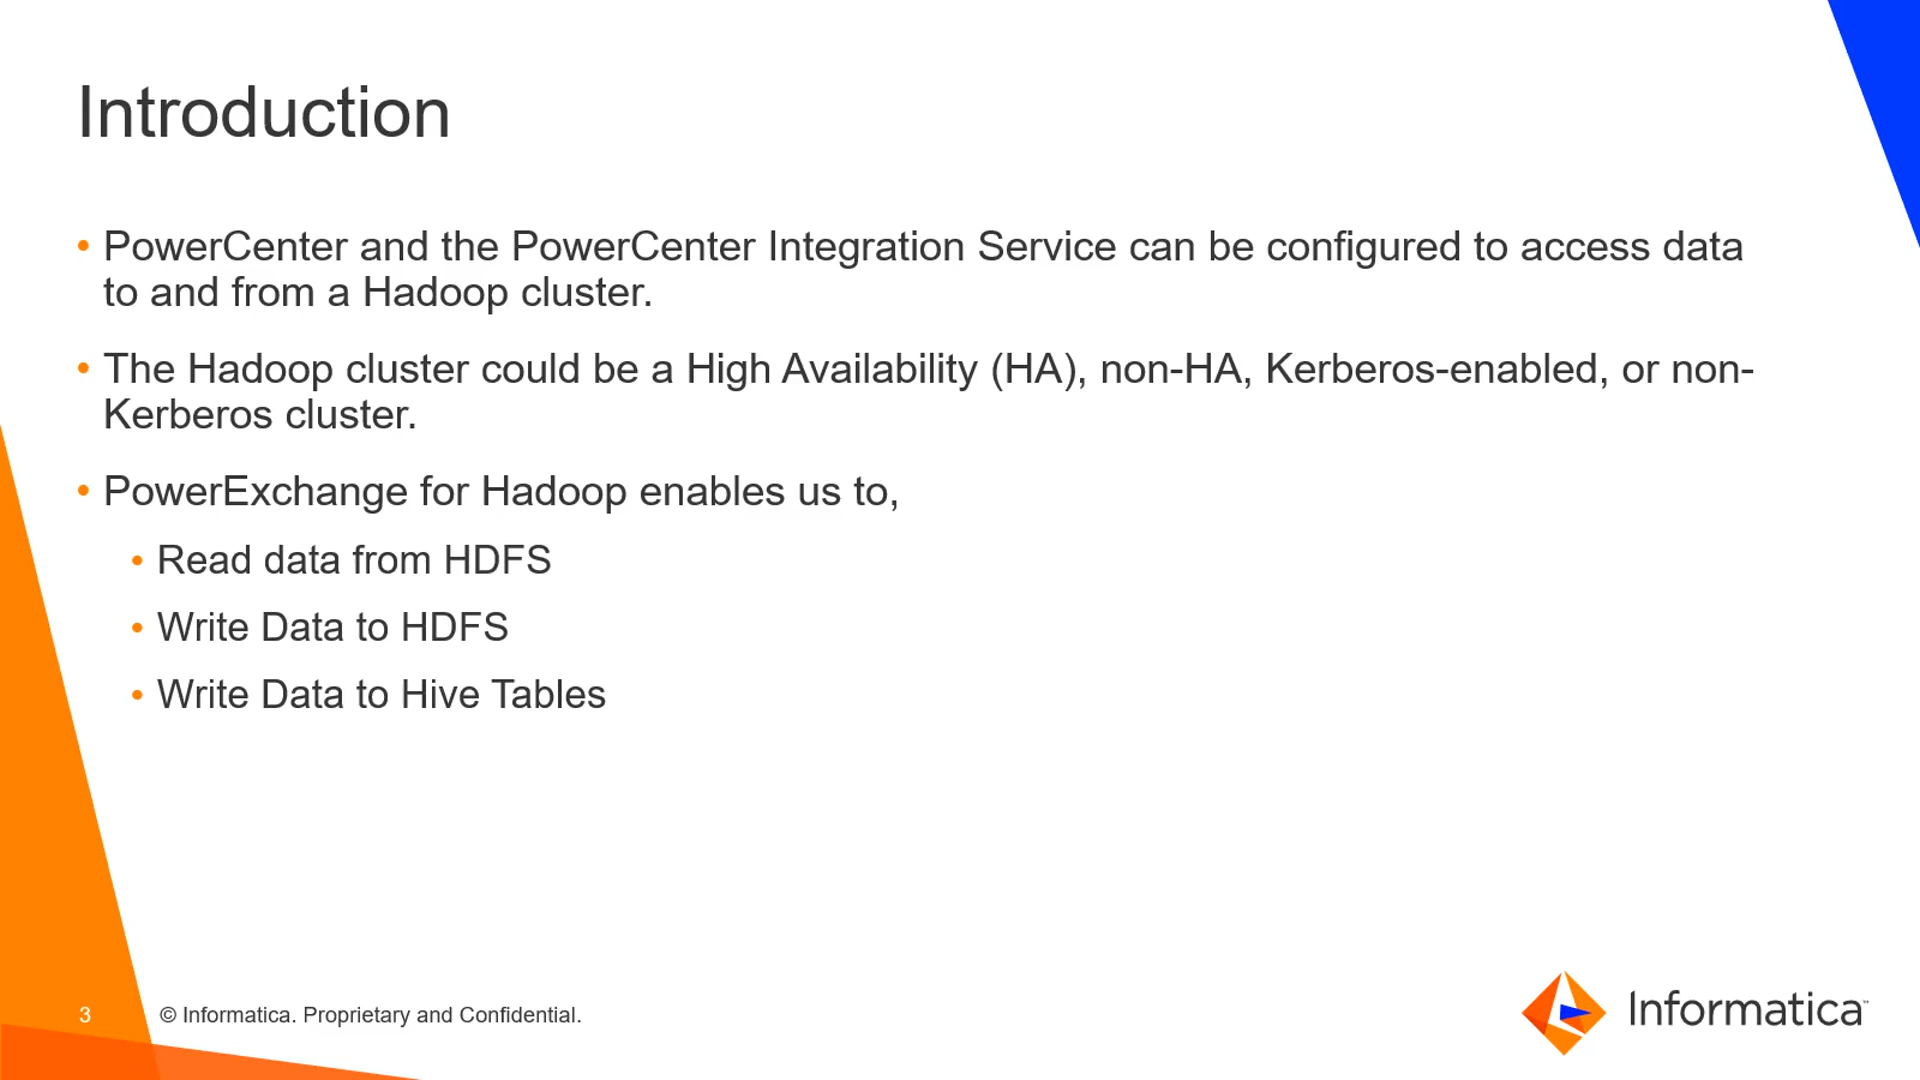 Introduction
• PowerCenter and the PowerCenter Integration Service can be configured to access data
to and from a Hadoop cluster.
• The Hadoop cluster could be a High Availability (HA), non-HA, Kerberos-enabled, or non-
Kerberos cluster.
• PowerExchange for Hadoop enables us to,
• Read data from HDFS
• Write Data to HDFS
• Write Data to Hive Tables
3 © Informatica. Proprietary and Confidential.
Informatica™